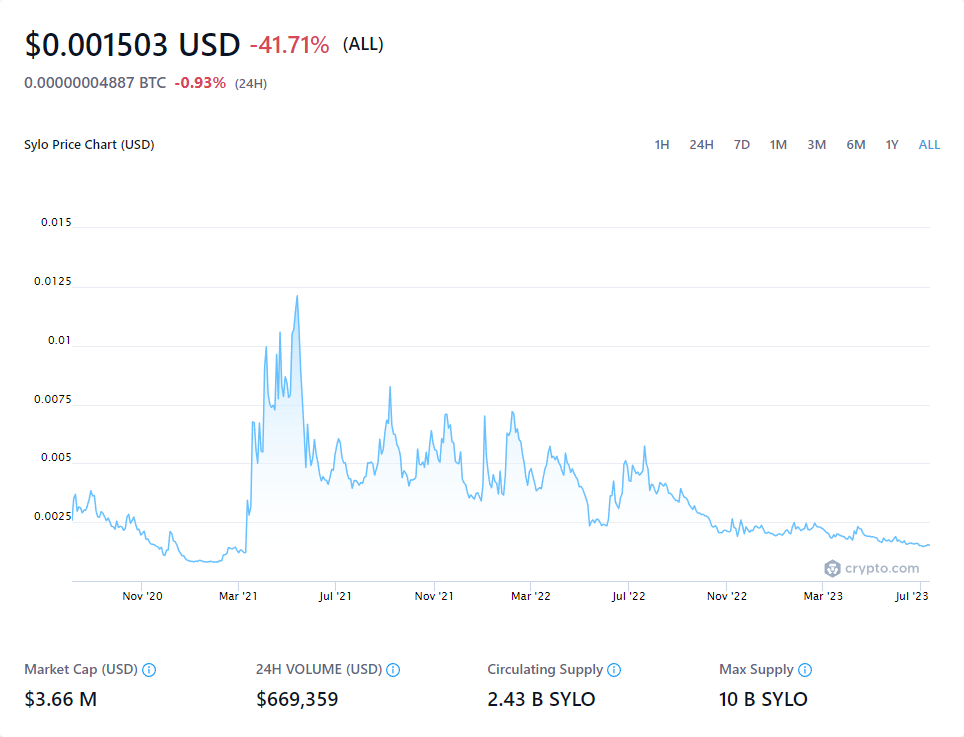 $0.001503 USD -41.71% (ALL)
0.00000004887 BTC -0.93% (24H)
Sylo Price Chart (USD) 1H 24H 7D 1M 3M 6M 1Y ALL
0.015
0.0125
0.01
0.0075
0.005
0.0025
crypto.com
Nov '20 Mar '21 Jul '21 Nov '21 Mar '22 Jul '22 Nov '22 Mar '23 Jul '23
Market Cap (USD) 24H VOLUME (USD) Circulating Supply Max Supply
$3.66 M $669,359 2.43 B SYLO 10 B SYLO